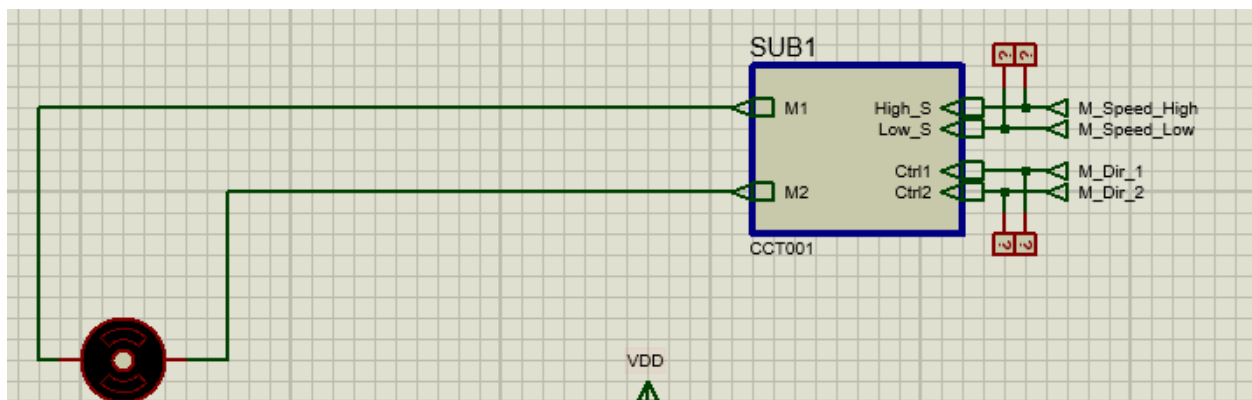 SUB1
M1 High_S M_Speed_High
Low_S M_Speed_Low
Ctrl1 M_Dir_1
M2 Ctrl2 M_Dir_2
CCT001
VDD
? ?
? ?